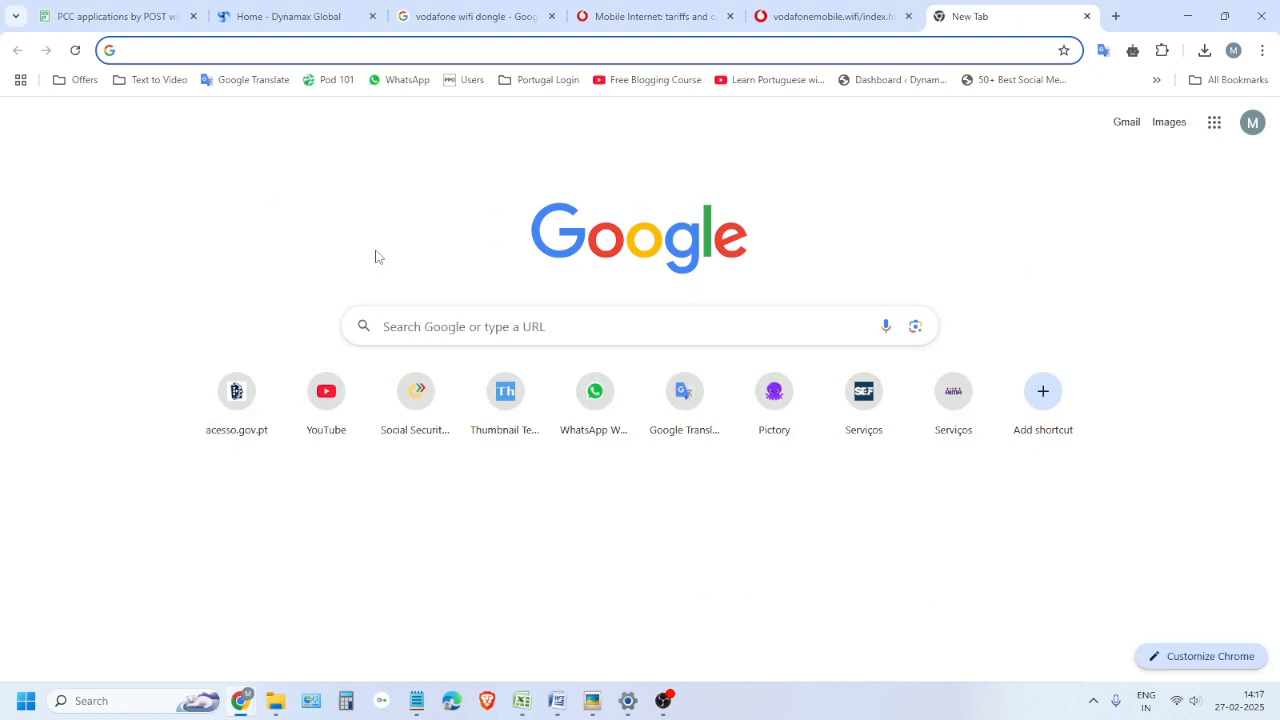 PCC applications by POST wi
Home - Dynamax Global
vodafone wifi dongle - Goog
Mobile Internet: tariffs and c
vodafonemobile.wifi/index.h
New Tab
Offers
Text to Video
Google Translate
Pod 101
WhatsApp
Users
Portugal Login
Free Blogging Course
Learn Portuguese wi...
Dashboard ‹ Dynam...
50+ Best Social Me...
All Bookmarks
Gmail
Images
M
Google
Search Google or type a URL
acesso.gov.pt
YouTube
Social Securit...
Thumbnail Te...
WhatsApp W...
Google Transl...
Pictory
Serviços
Serviços
Add shortcut
Customize Chrome
Search
ENG
IN
14:17
27-02-2025